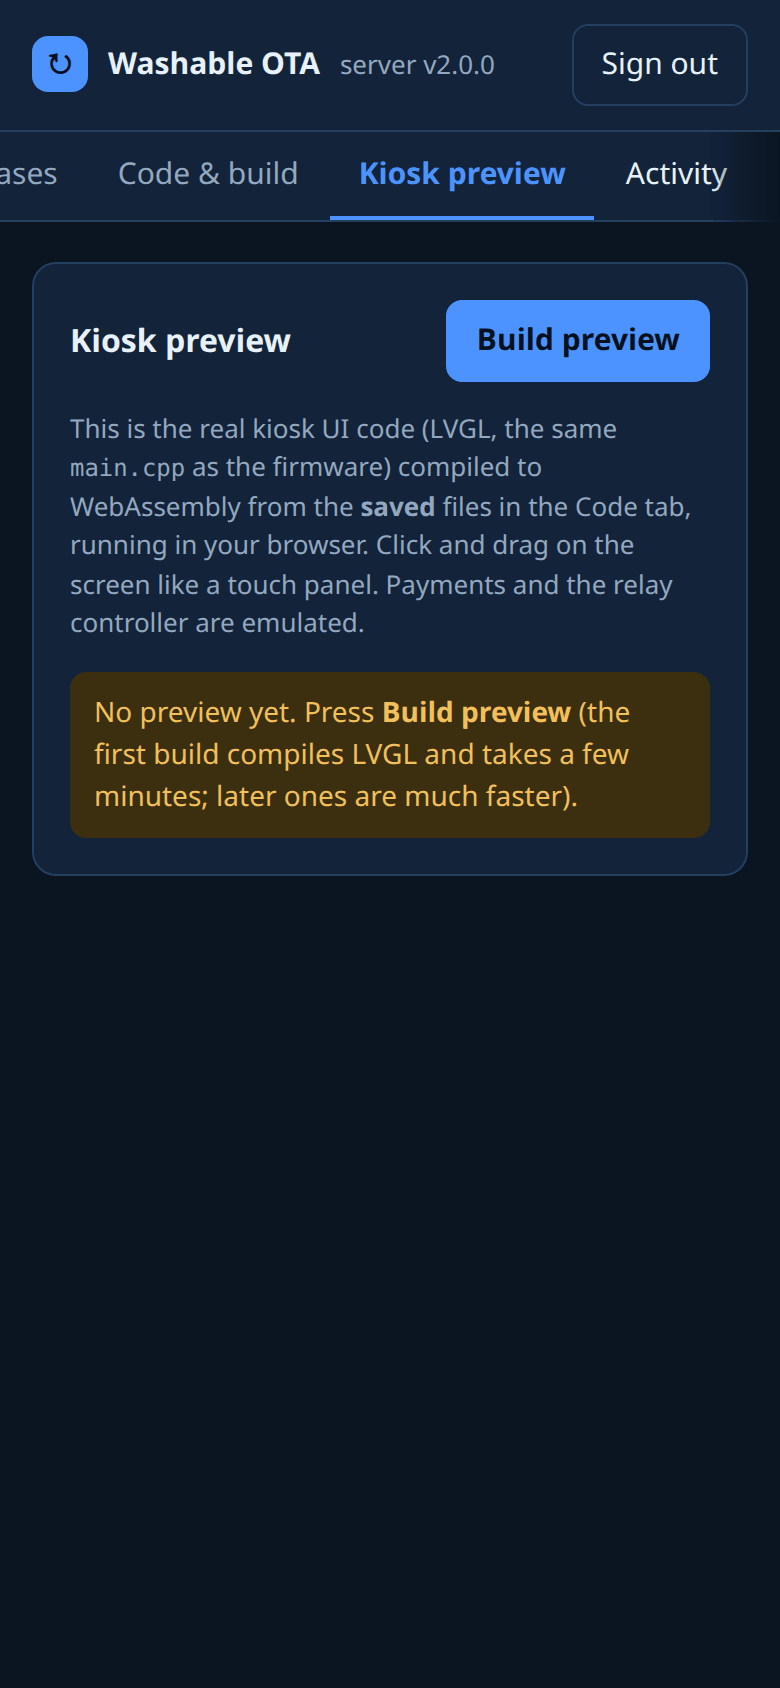 Washable OTA server v2.0.0 Sign out
ases Code & build Kiosk preview Activity
Kiosk preview Build preview
This is the real kiosk UI code (LVGL, the same
main.cpp as the firmware) compiled to
WebAssembly from the saved files in the Code tab,
running in your browser. Click and drag on the
screen like a touch panel. Payments and the relay
controller are emulated.
No preview yet. Press Build preview (the
first build compiles LVGL and takes a few
minutes; later ones are much faster).